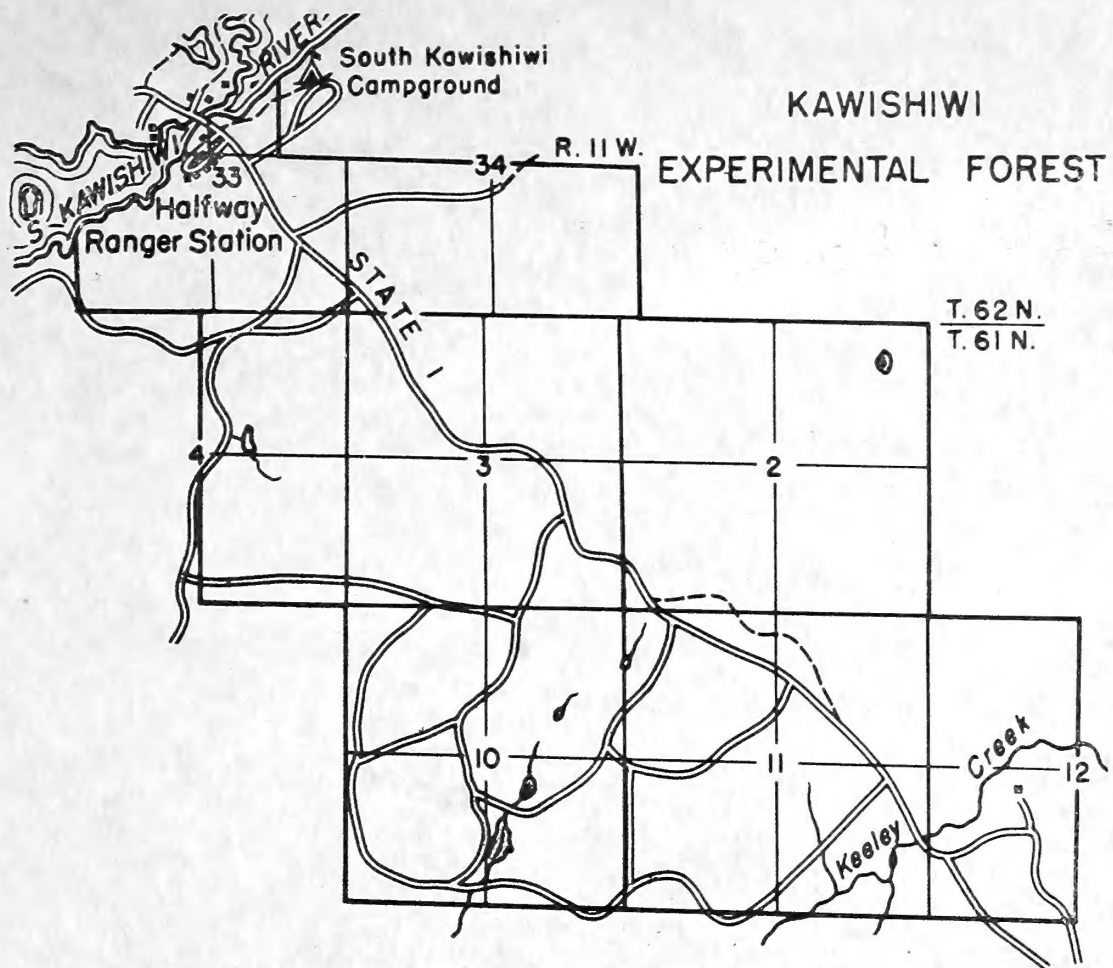 KAWISHIWI
EXPERIMENTAL FOREST
South Kawishiwi
Campground
RIVER
S. KAWISHIWI
33
34
R. 11 W.
Halfway
Ranger Station
STATE 1
T. 62 N.
T. 61 N.
4
3
2
10
11
12
Keeley
Creek